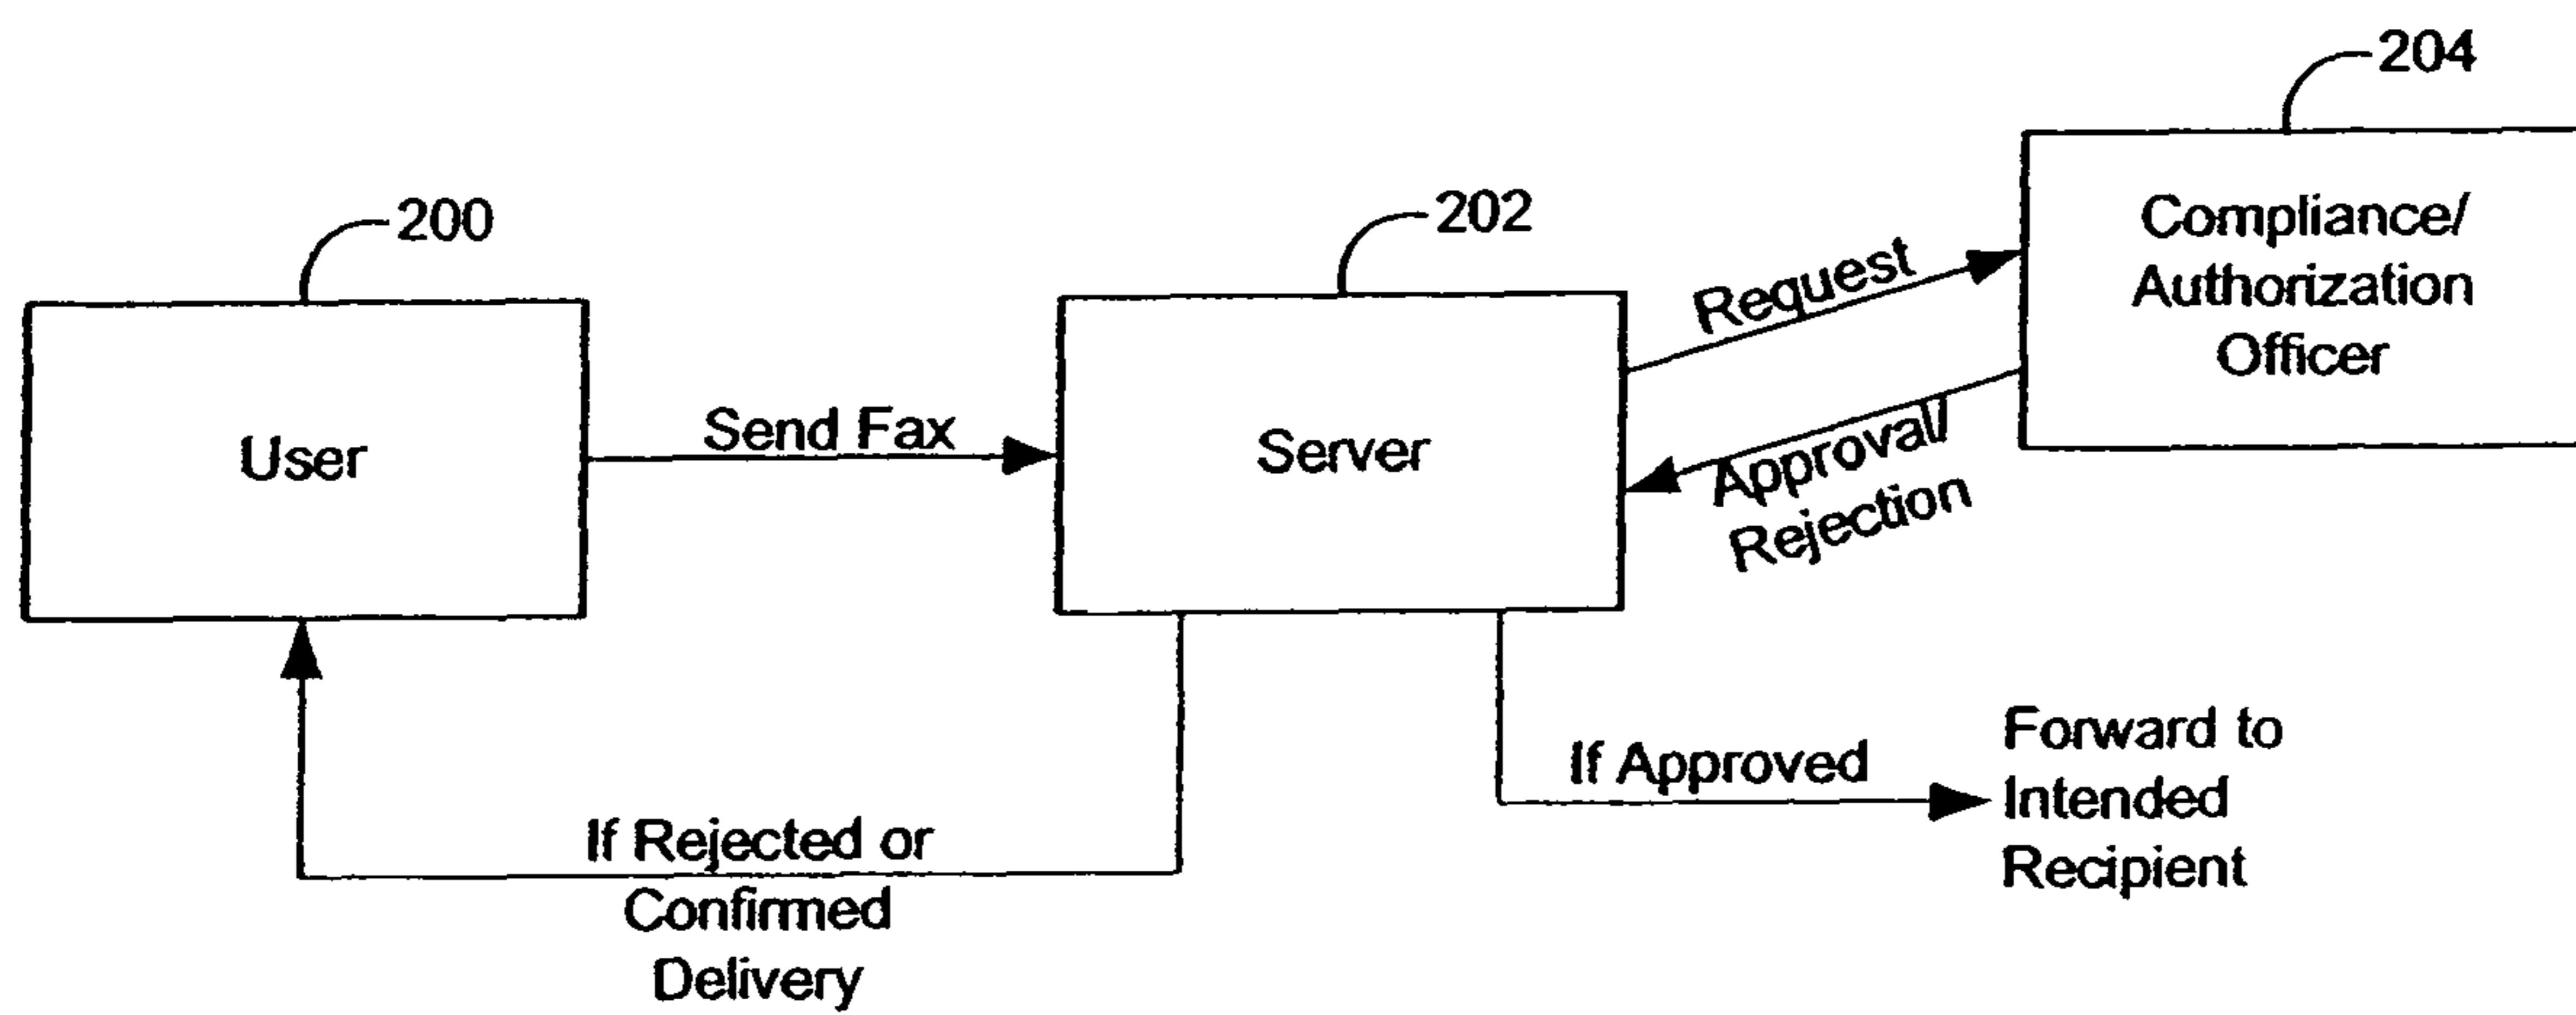 204
Compliance/
Authorization
Officer
200
202
Request
User
Send Fax
Server
Approval/
Rejection
If Approved
Forward to
Intended
Recipient
If Rejected or
Confirmed
Delivery